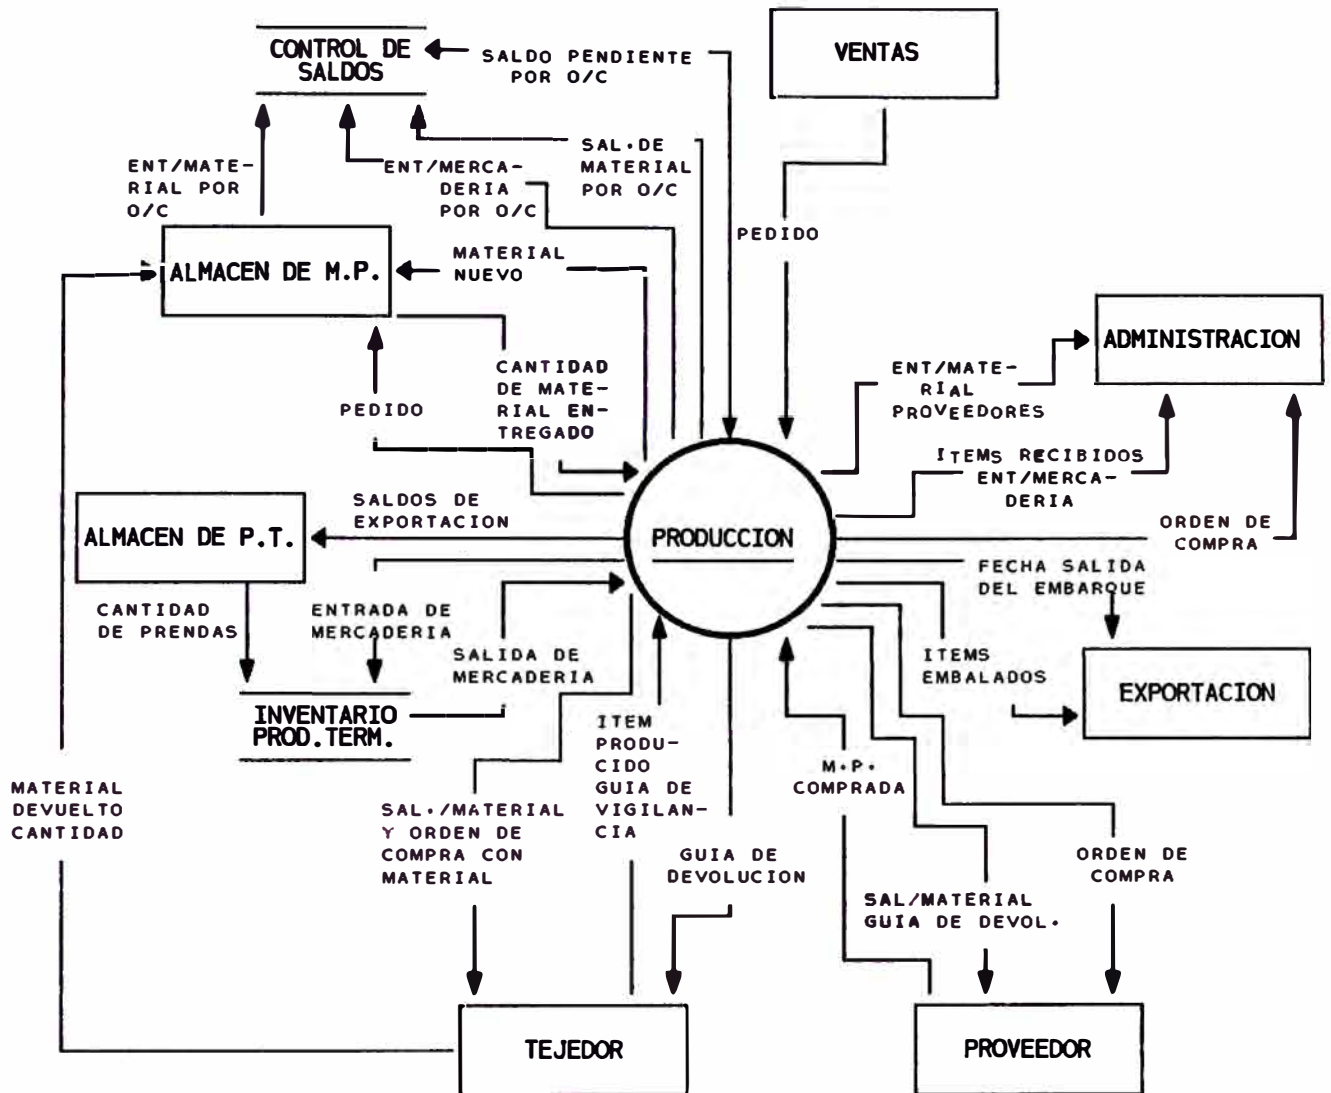 CONTROL DE
SALDOS
SALDO PENDIENTE
POR O/C
VENTAS
ENT/MATE-
RIAL POR
O/C
ENT/MERCA-
DERIA
POR O/C
SAL.DE
MATERIAL
POR O/C
PEDIDO
ALMACEN DE M.P.
MATERIAL
NUEVO
ADMINISTRACION
CANTIDAD
DE MATE-
RIAL EN-
TREGADO
PEDIDO
ENT/MATE-
RIAL
PROVEEDORES
ITEMS RECIBIDOS
ENT/MERCA-
DERIA
SALDOS DE
EXPORTACION
ALMACEN DE P.T.
PRODUCCION
ORDEN DE
COMPRA
FECHA SALIDA
DEL EMBARQUE
CANTIDAD
DE PRENDAS
ENTRADA DE
MERCADERIA
SALIDA DE
MERCADERIA
ITEMS
EMBALADOS
EXPORTACION
INVENTARIO
PROD.TERM.
ITEM
PRODU-
CIDO
GUIA DE
VIGILAN-
CIA
M.P.
COMPRADA
MATERIAL
DEVUELTO
CANTIDAD
SAL./MATERIAL
Y ORDEN DE
COMPRA CON
MATERIAL
GUIA DE
DEVOLUCION
ORDEN DE
COMPRA
SAL/MATERIAL
GUIA DE DEVOL.
TEJEDOR
PROVEEDOR